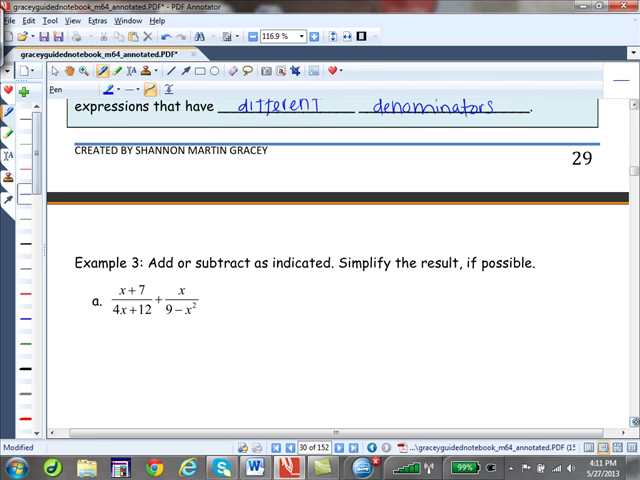 graceyguidednotebook_m64_annotated.PDF* - PDF Annotator
File Edit Tool View Extras Window Help
116.9 %
graceyguidednotebook_m64_annotated.PDF*
Pen
expressions that have different denominators.
CREATED BY SHANNON MARTIN GRACEY
29
Example 3: Add or subtract as indicated. Simplify the result, if possible.
a. (x + 7)/(4x + 12) + x/(9 − x²)
Modified
30 of 152
...\graceyguidednotebook_m64_annotated.PDF (15
99%
4:11 PM
5/27/2013